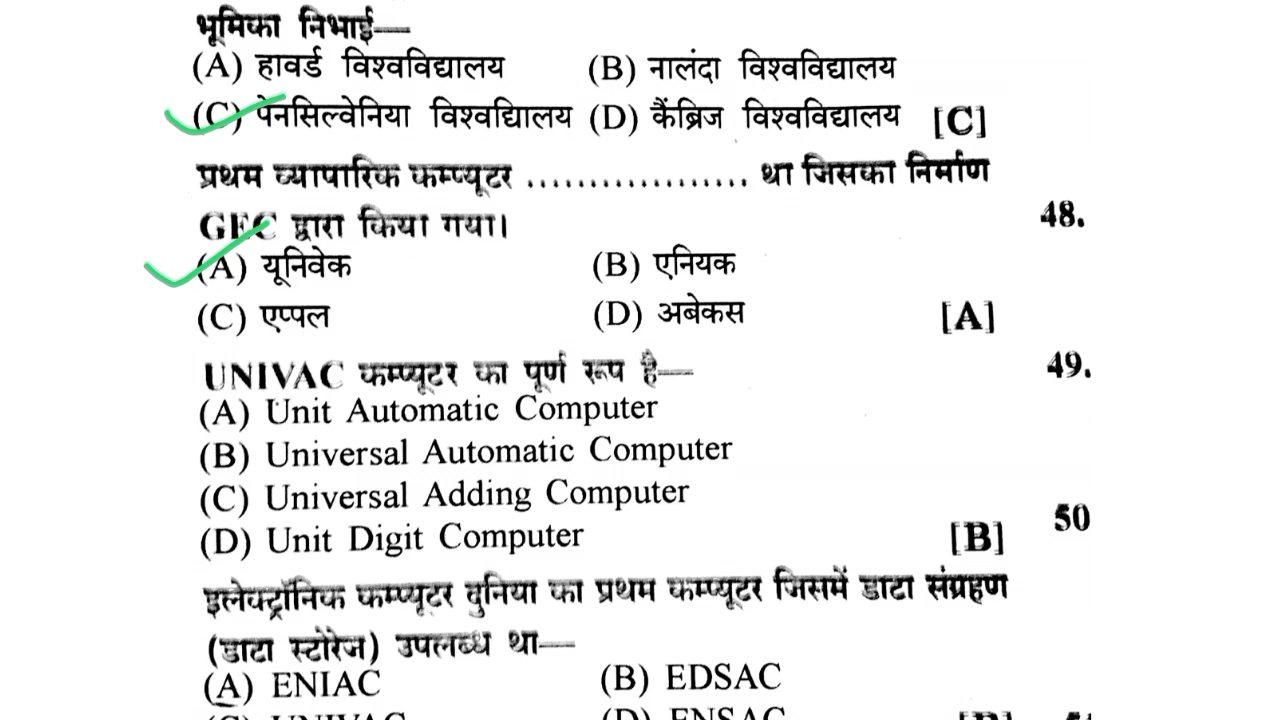 भूमिका निभाई—
(A) हावर्ड विश्वविद्यालय (B) नालंदा विश्वविद्यालय
(C) पेनसिल्वेनिया विश्वविद्यािलय (D) कैंब्रिज विश्वविद्यालय [C]
प्रथम व्यापारिक कम्प्यूटर .................. था जिसका निर्माण
GEC द्वारा किया गया। 48.
(A) यूनिवेक (B) एनियक
(C) एप्पल (D) अबेकस [A]
UNIVAC कम्प्यूटर का पूर्ण रूप है— 49.
(A) Unit Automatic Computer
(B) Universal Automatic Computer
(C) Universal Adding Computer
(D) Unit Digit Computer [B] 50
इलेक्ट्रॉनिक कम्प्यूटर दुनिया का प्रथम कम्प्यूटर जिसमें डाटा संग्रहण
(डाटा स्टोरेज) उपलब्ध था—
(A) ENIAC (B) EDSAC